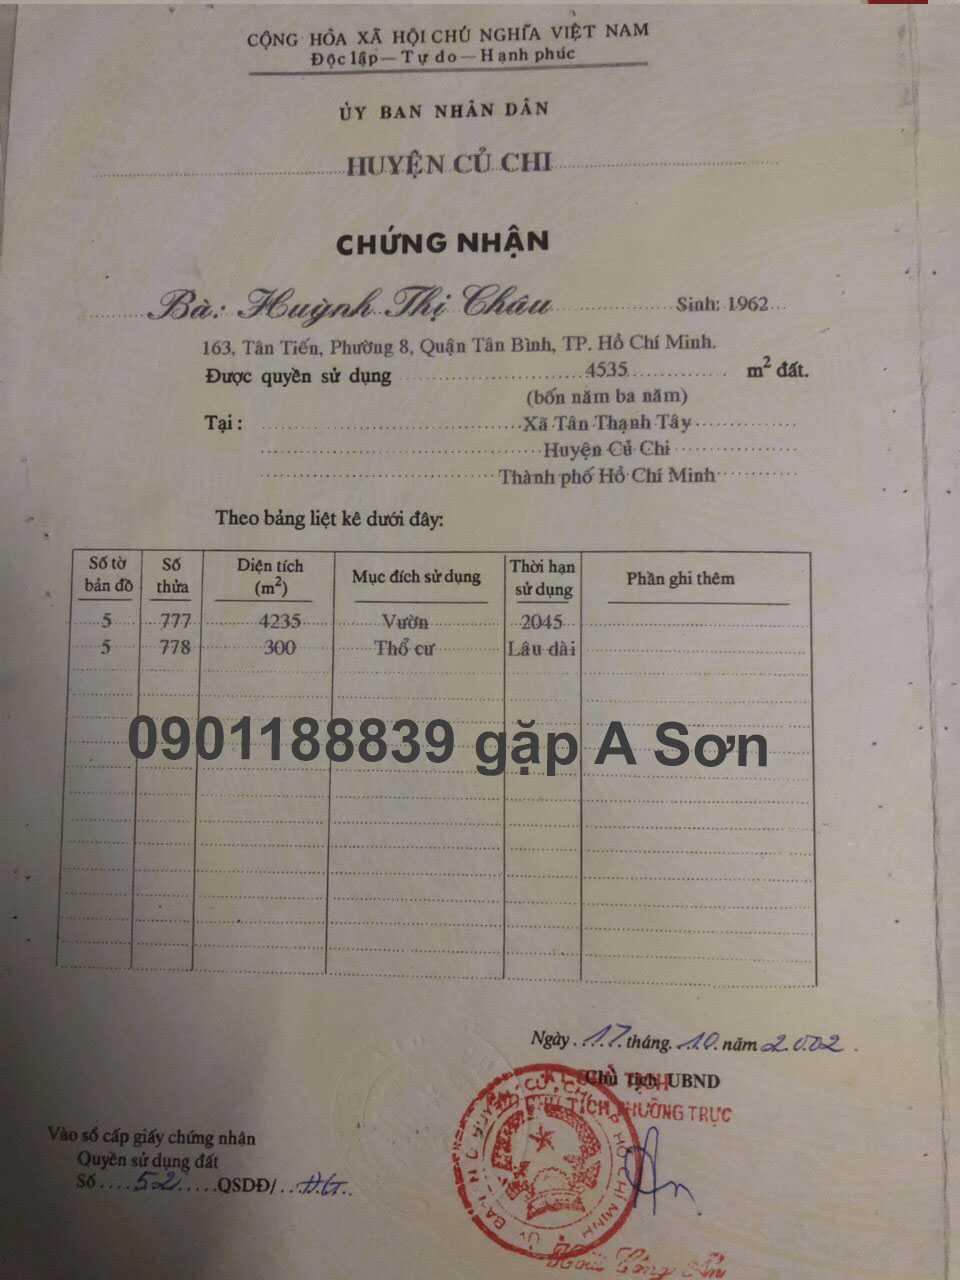 CỘNG HÒA XÃ HỘI CHỦ NGHĨA VIỆT NAM
Độc lập — Tự do — Hạnh phúc
ỦY BAN NHÂN DÂN
HUYỆN CỦ CHI
CHỨNG NHẬN
Bà: Huỳnh Thị Châu Sinh: 1962
163, Tân Tiến, Phường 8, Quận Tân Bình, TP. Hồ Chí Minh.
Được quyền sử dụng 4535 m² đất.
(bốn năm ba năm)
Tại : Xã Tân Thạnh Tây
Huyện Củ Chi
Thành phố Hồ Chí Minh
Theo bảng liệt kê dưới đây:
Số tờ bản đồ Số thửa Diện tích (m²) Mục đích sử dụng Thời hạn sử dụng Phần ghi thêm
5 777 4235 Vườn 2045
5 778 300 Thổ cư Lâu dài
0901188839 gặp A Sơn
Ngày 17 tháng 10 năm 2002
Chủ tịch UBND
TỊCH THƯỜNG TRỰC
Vào sổ cấp giấy chứng nhận
Quyền sử dụng đất
Số 52 QSDĐ/